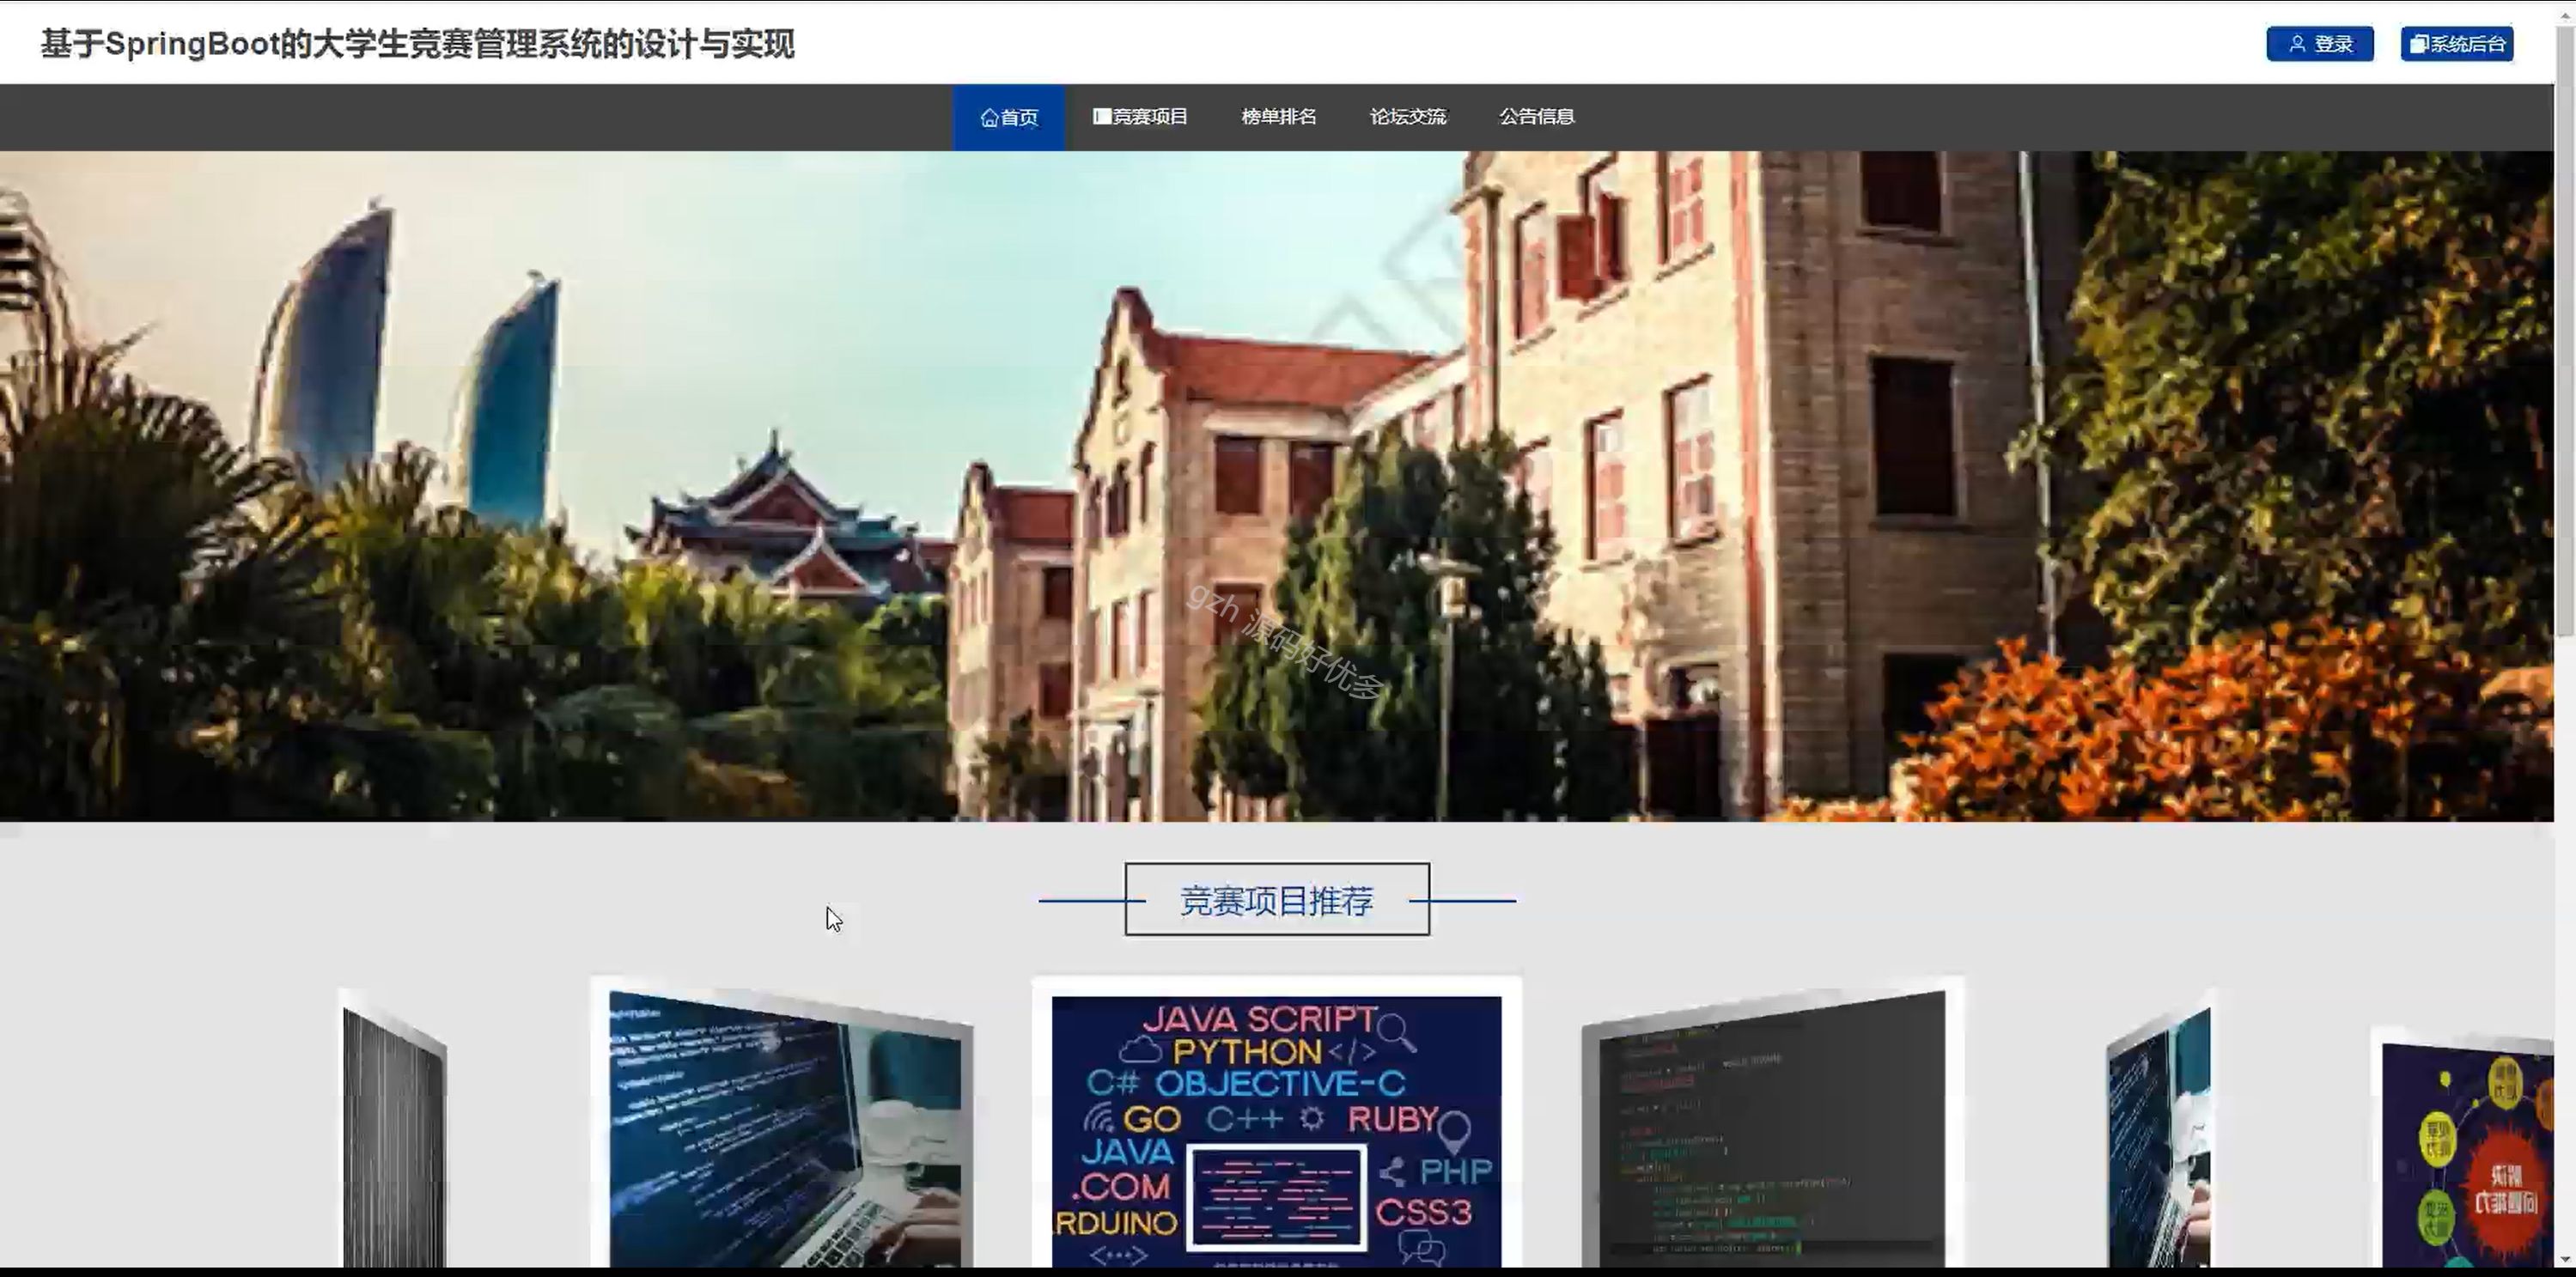 基于SpringBoot的大学生竞赛管理系统的设计与实现
登录
系统后台
首页
竞赛项目
榜单排名
论坛交流
公告信息
gzh 源码好优多
竞赛项目推荐
JAVA SCRIPT
PYTHON </>
C# OBJECTIVE-C
GO C++ RUBY
JAVA
PHP
.COM
CSS3
RDUINO
<···>